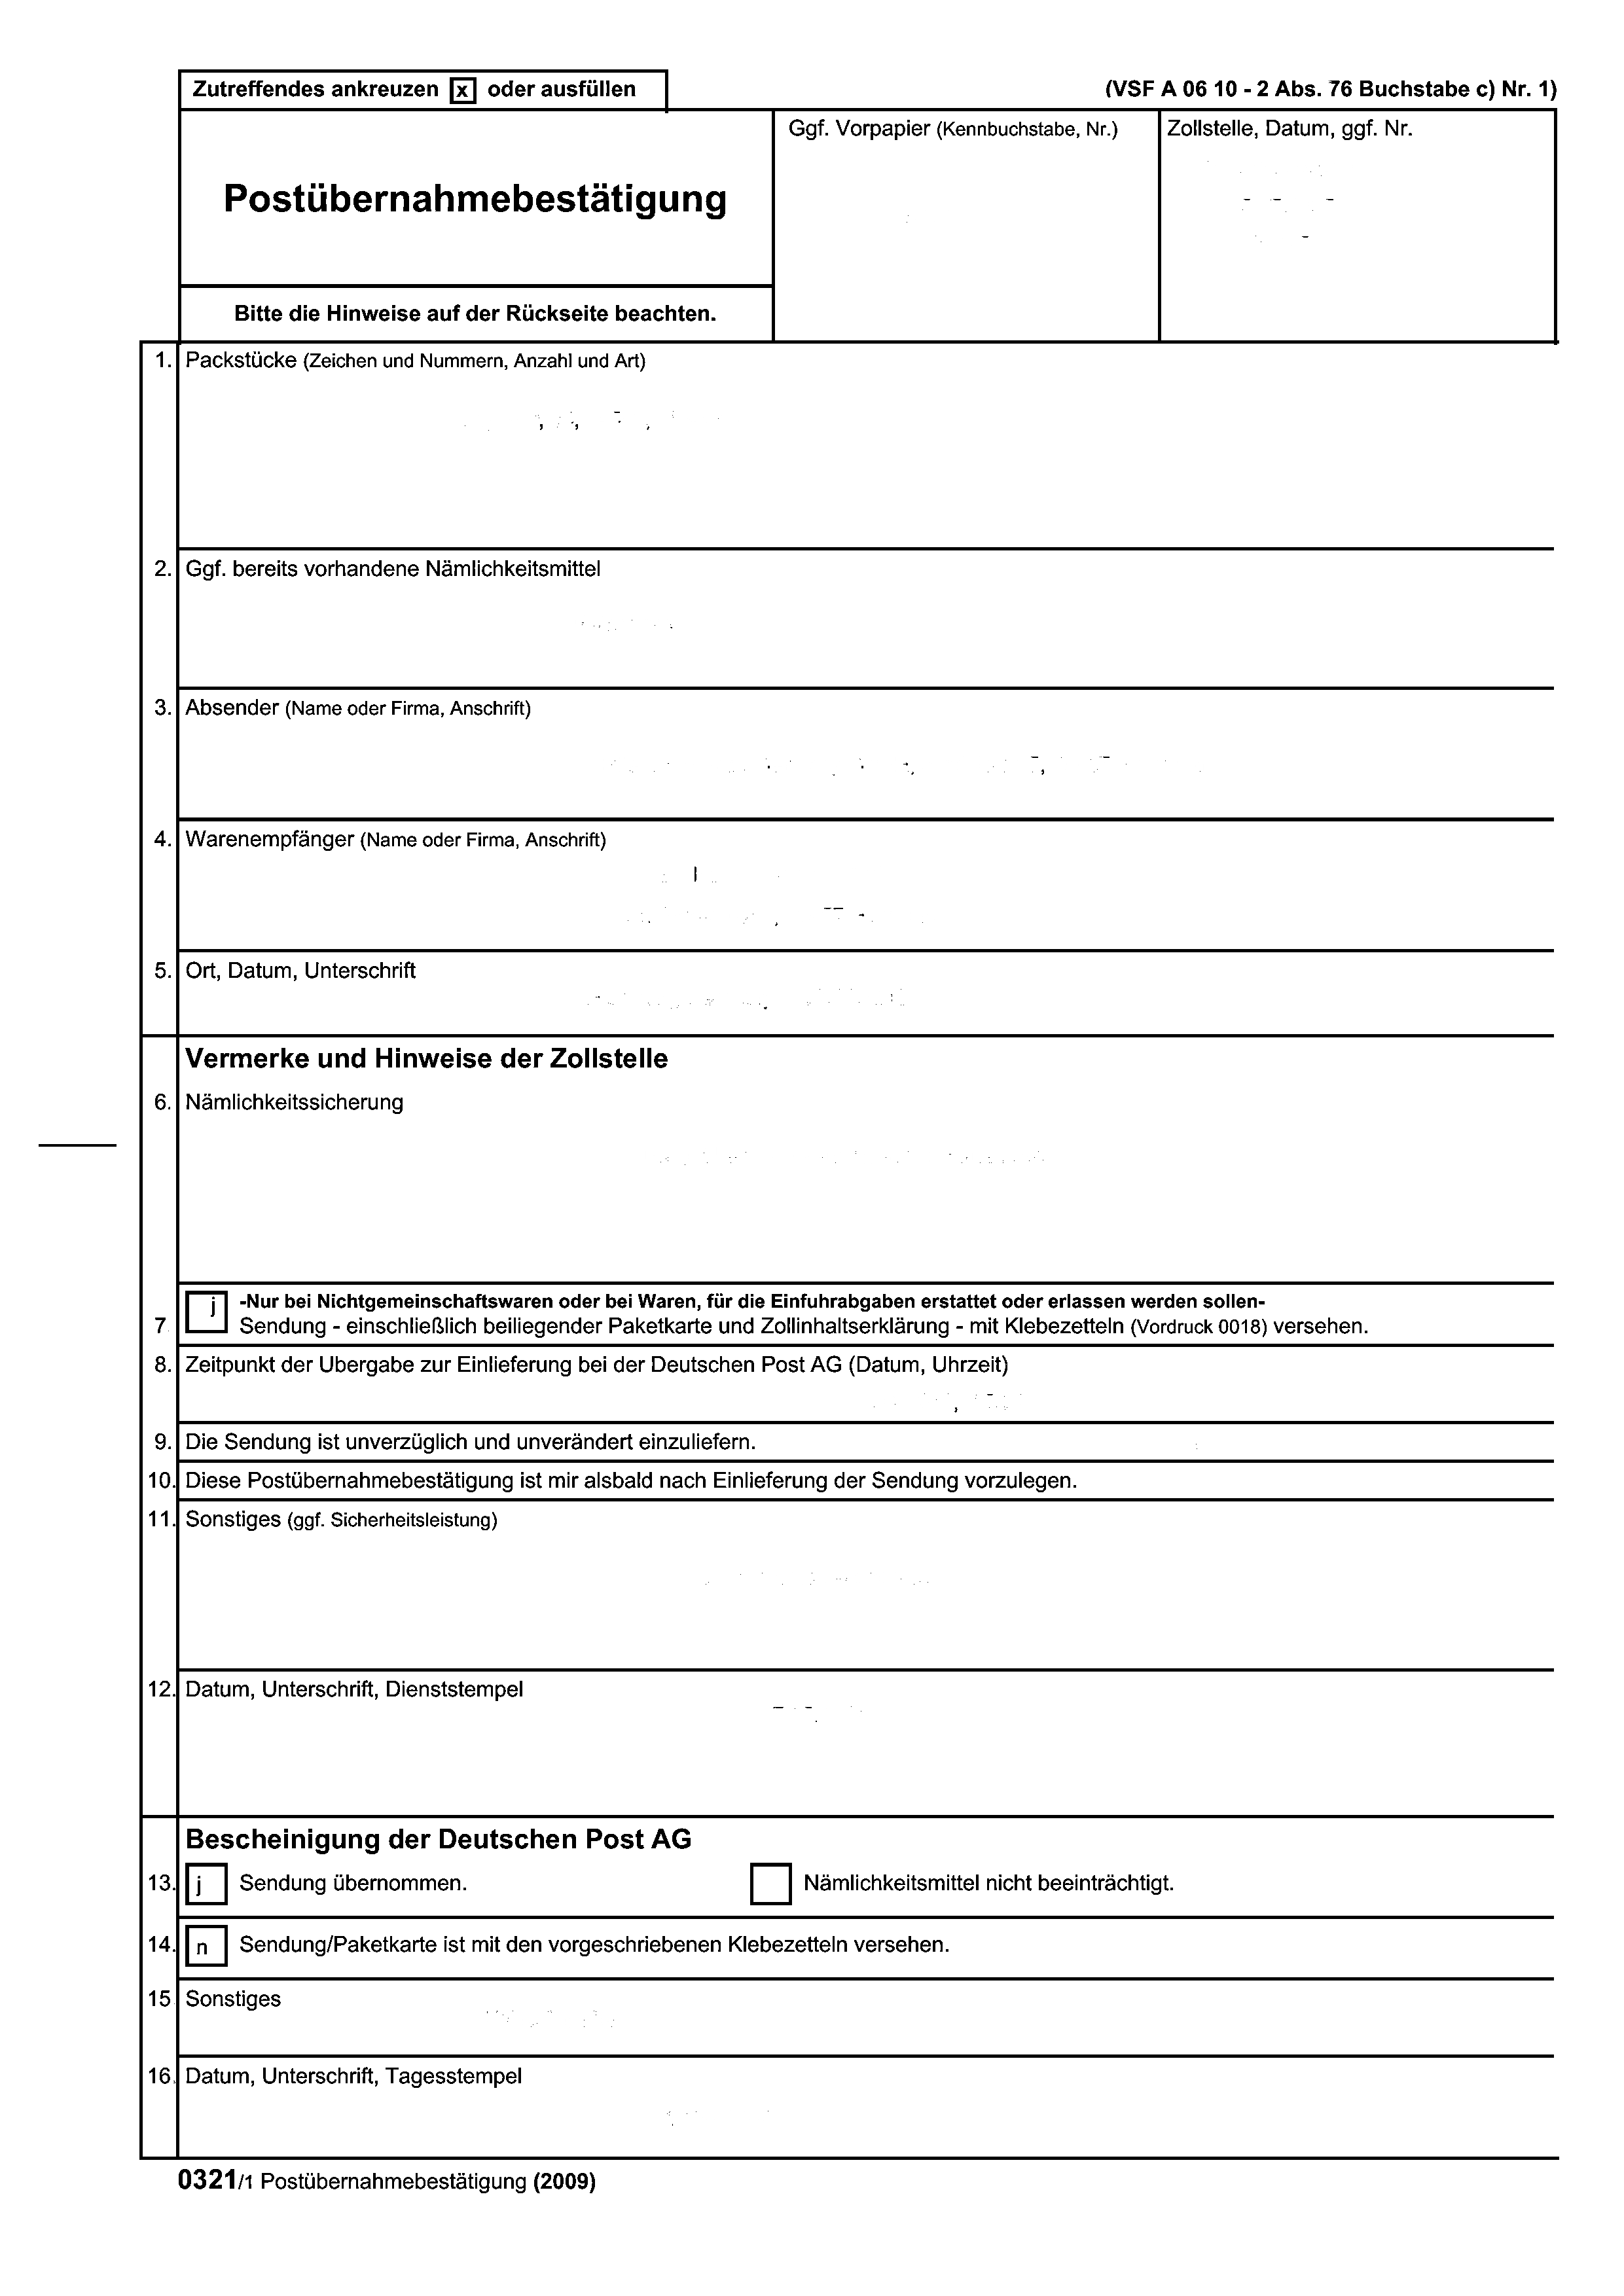 Zutreffendes ankreuzen x oder ausfüllen
(VSF A 06 10 - 2 Abs. 76 Buchstabe c) Nr. 1)
Postübernahmebestätigung
Bitte die Hinweise auf der Rückseite beachten.
Ggf. Vorpapier (Kennbuchstabe, Nr.)
Zollstelle, Datum, ggf. Nr.
1. Packstücke (Zeichen und Nummern, Anzahl und Art)
2. Ggf. bereits vorhandene Nämlichkeitsmittel
3. Absender (Name oder Firma, Anschrift)
4. Warenempfänger (Name oder Firma, Anschrift)
5. Ort, Datum, Unterschrift
Vermerke und Hinweise der Zollstelle
6. Nämlichkeitssicherung
j -Nur bei Nichtgemeinschaftswaren oder bei Waren, für die Einfuhrabgaben erstattet oder erlassen werden sollen-
7 Sendung - einschließlich beiliegender Paketkarte und Zollinhaltserklärung - mit Klebezetteln (Vordruck 0018) versehen.
8. Zeitpunkt der Ubergabe zur Einlieferung bei der Deutschen Post AG (Datum, Uhrzeit)
9. Die Sendung ist unverzüglich und unverändert einzuliefern.
10. Diese Postübernahmebestätigung ist mir alsbald nach Einlieferung der Sendung vorzulegen.
11. Sonstiges (ggf. Sicherheitsleistung)
12. Datum, Unterschrift, Dienststempel
Bescheinigung der Deutschen Post AG
13. j Sendung übernommen. Nämlichkeitsmittel nicht beeinträchtigt.
14. n Sendung/Paketkarte ist mit den vorgeschriebenen Klebezetteln versehen.
15 Sonstiges
16. Datum, Unterschrift, Tagesstempel
0321/1 Postübernahmebestätigung (2009)